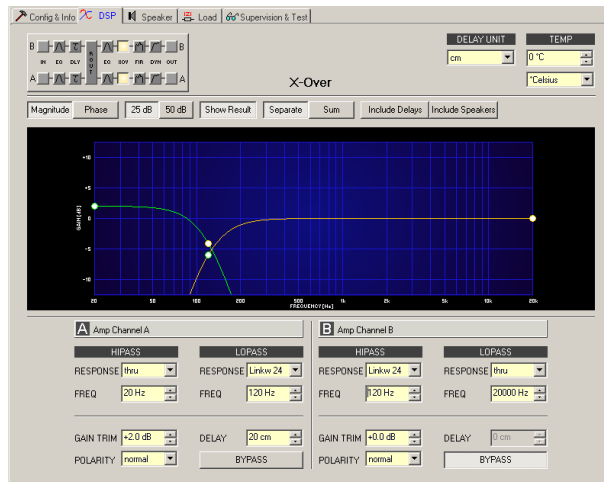 Config & Info DSP Speaker Load Supervision & Test
B B
IN EQ DLY ROUT EQ XOV FIR DYN OUT
A A
DELAY UNIT TEMP
cm 0 °C
°Celsius
X-Over
Magnitude Phase 25 dB 50 dB Show Result Separate Sum Include Delays Include Speakers
+10
+5
0
-5
-10
GAIN [dB]
20 50 100 200 500 1k 2k 5k 10k 20k
FREQUENCY [Hz]
A Amp Channel A B Amp Channel B
HIPASS LOPASS HIPASS LOPASS
RESPONSE thru RESPONSE Linkw 24 RESPONSE Linkw 24 RESPONSE thru
FREQ 20 Hz FREQ 120 Hz FREQ 120 Hz FREQ 20000 Hz
GAIN TRIM +2.0 dB DELAY 20 cm GAIN TRIM +0.0 dB DELAY 0 cm
POLARITY normal BYPASS POLARITY normal BYPASS